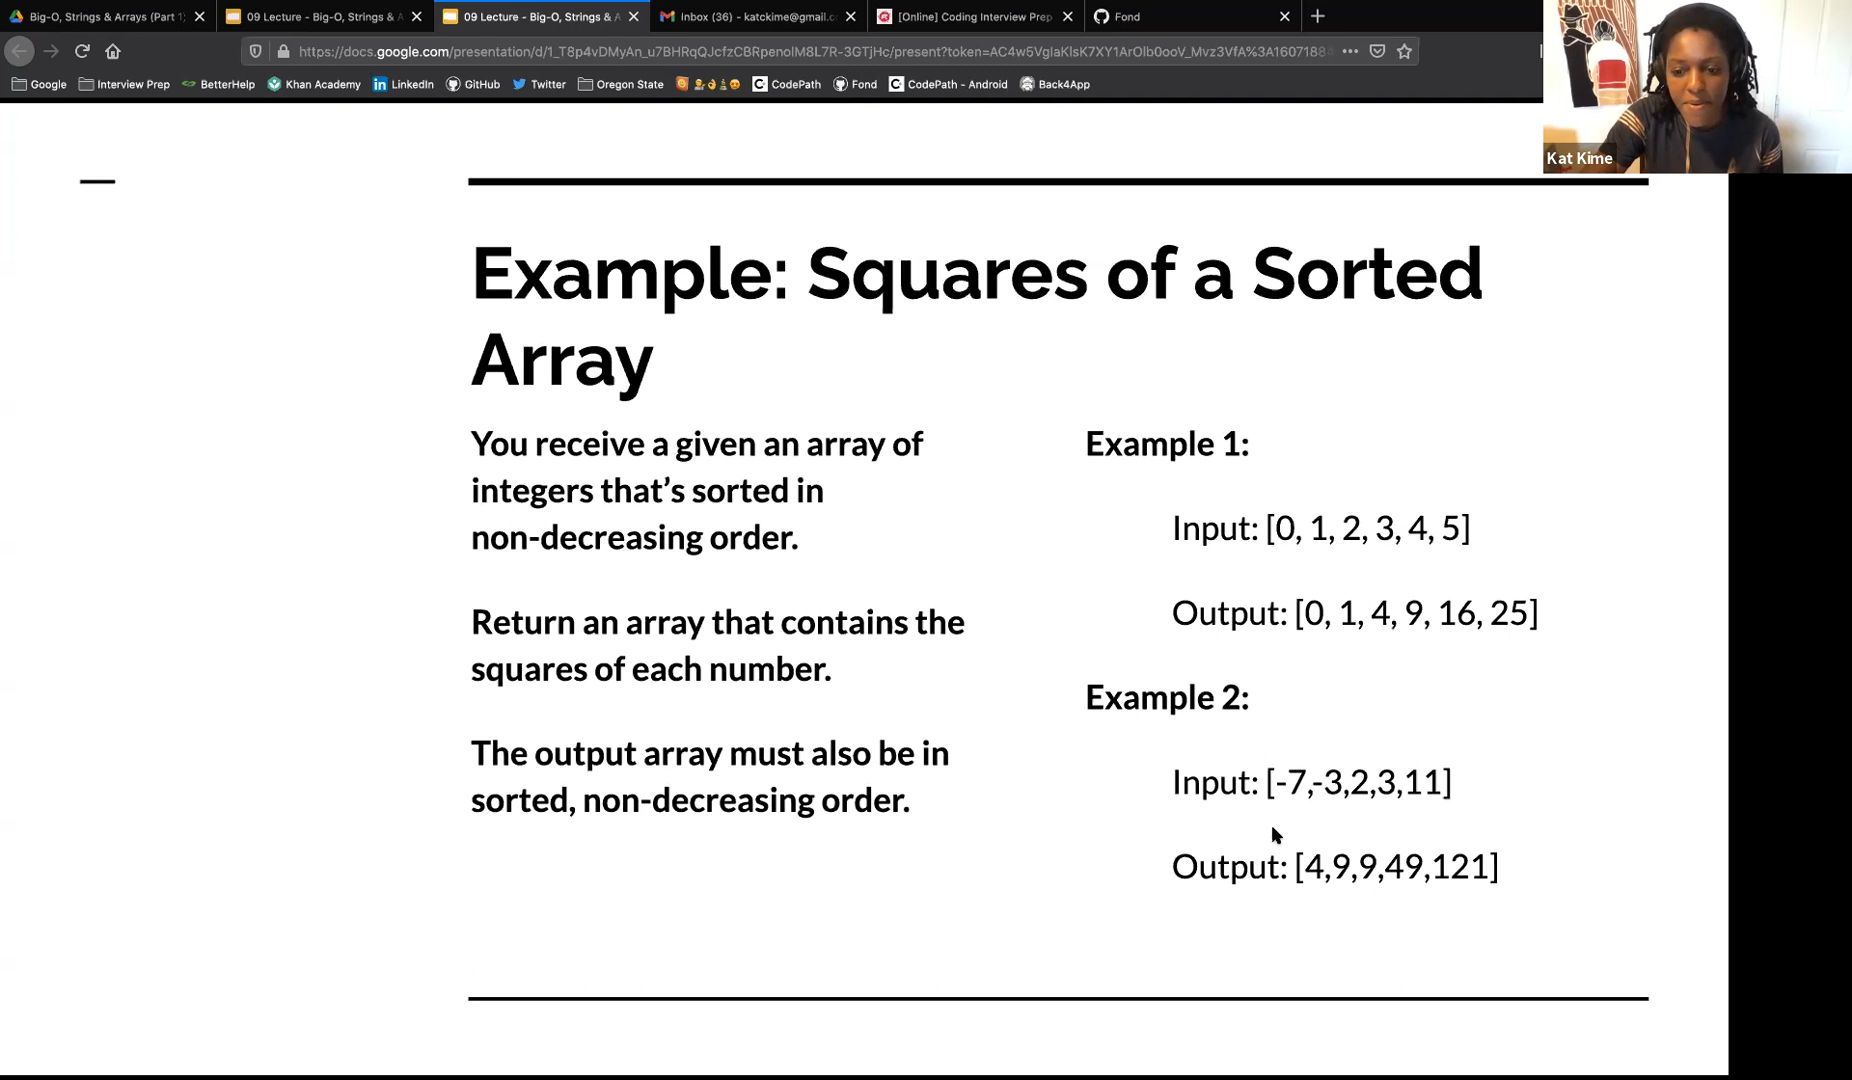 Big-O, Strings & Arrays (Part 1)
09 Lecture - Big-O, Strings & A
09 Lecture - Big-O, Strings & A
Inbox (36) - katckime@gmail.c
[Online] Coding Interview Prep
Fond
Google
Interview Prep
BetterHelp
Khan Academy
LinkedIn
GitHub
Twitter
Oregon State
CodePath
Fond
CodePath - Android
Back4App
Kat Kime
Example: Squares of a Sorted
Array
You receive a given an array of
integers that's sorted in
non-decreasing order.
Return an array that contains the
squares of each number.
The output array must also be in
sorted, non-decreasing order.
Example 1:
Input: [0, 1, 2, 3, 4, 5]
Output: [0, 1, 4, 9, 16, 25]
Example 2:
Input: [-7,-3,2,3,11]
Output: [4,9,9,49,121]